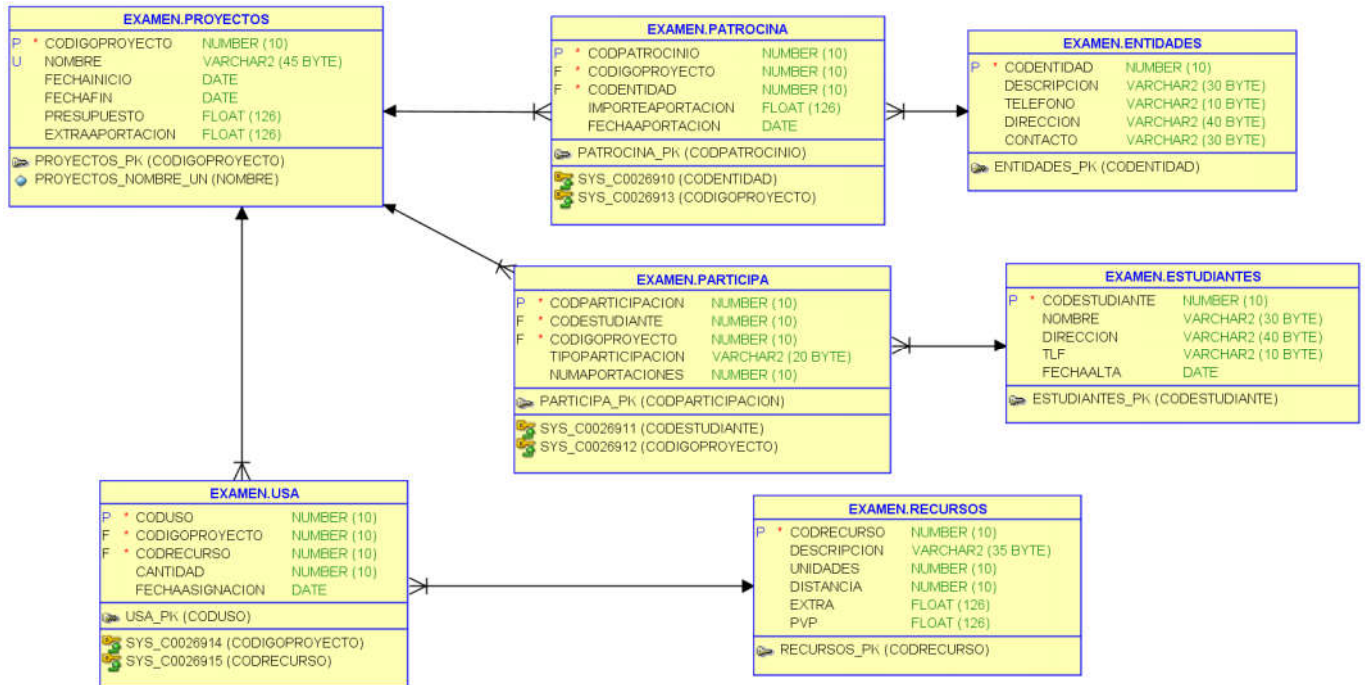 EXAMEN.PROYECTOS
P * CODIGOPROYECTO NUMBER (10)
U NOMBRE VARCHAR2 (45 BYTE)
FECHAINICIO DATE
FECHAFIN DATE
PRESUPUESTO FLOAT (126)
EXTRAAPORTACION FLOAT (126)
PROYECTOS_PK (CODIGOPROYECTO)
PROYECTOS_NOMBRE_UN (NOMBRE)
EXAMEN.PATROCINA
P * CODPATROCINIO NUMBER (10)
F * CODIGOPROYECTO NUMBER (10)
F * CODENTIDAD NUMBER (10)
IMPORTEAPORTACION FLOAT (126)
FECHAAPORTACION DATE
PATROCINA_PK (CODPATROCINIO)
SYS_C0026910 (CODENTIDAD)
SYS_C0026913 (CODIGOPROYECTO)
EXAMEN.ENTIDADES
P * CODENTIDAD NUMBER (10)
DESCRIPCION VARCHAR2 (30 BYTE)
TELEFONO VARCHAR2 (10 BYTE)
DIRECCION VARCHAR2 (40 BYTE)
CONTACTO VARCHAR2 (30 BYTE)
ENTIDADES_PK (CODENTIDAD)
EXAMEN.PARTICIPA
P * CODPARTICIPACION NUMBER (10)
F * CODESTUDIANTE NUMBER (10)
F * CODIGOPROYECTO NUMBER (10)
TIPOPARTICIPACION VARCHAR2 (20 BYTE)
NUMAPORTACIONES NUMBER (10)
PARTICIPA_PK (CODPARTICIPACION)
SYS_C0026911 (CODESTUDIANTE)
SYS_C0026912 (CODIGOPROYECTO)
EXAMEN.ESTUDIANTES
P * CODESTUDIANTE NUMBER (10)
NOMBRE VARCHAR2 (30 BYTE)
DIRECCION VARCHAR2 (40 BYTE)
TLF VARCHAR2 (10 BYTE)
FECHAALTA DATE
ESTUDIANTES_PK (CODESTUDIANTE)
EXAMEN.USA
P * CODUSO NUMBER (10)
F * CODIGOPROYECTO NUMBER (10)
F * CODRECURSO NUMBER (10)
CANTIDAD NUMBER (10)
FECHAASIGNACION DATE
USA_PK (CODUSO)
SYS_C0026914 (CODIGOPROYECTO)
SYS_C0026915 (CODRECURSO)
EXAMEN.RECURSOS
P * CODRECURSO NUMBER (10)
DESCRIPCION VARCHAR2 (35 BYTE)
UNIDADES NUMBER (10)
DISTANCIA NUMBER (10)
EXTRA FLOAT (126)
PVP FLOAT (126)
RECURSOS_PK (CODRECURSO)